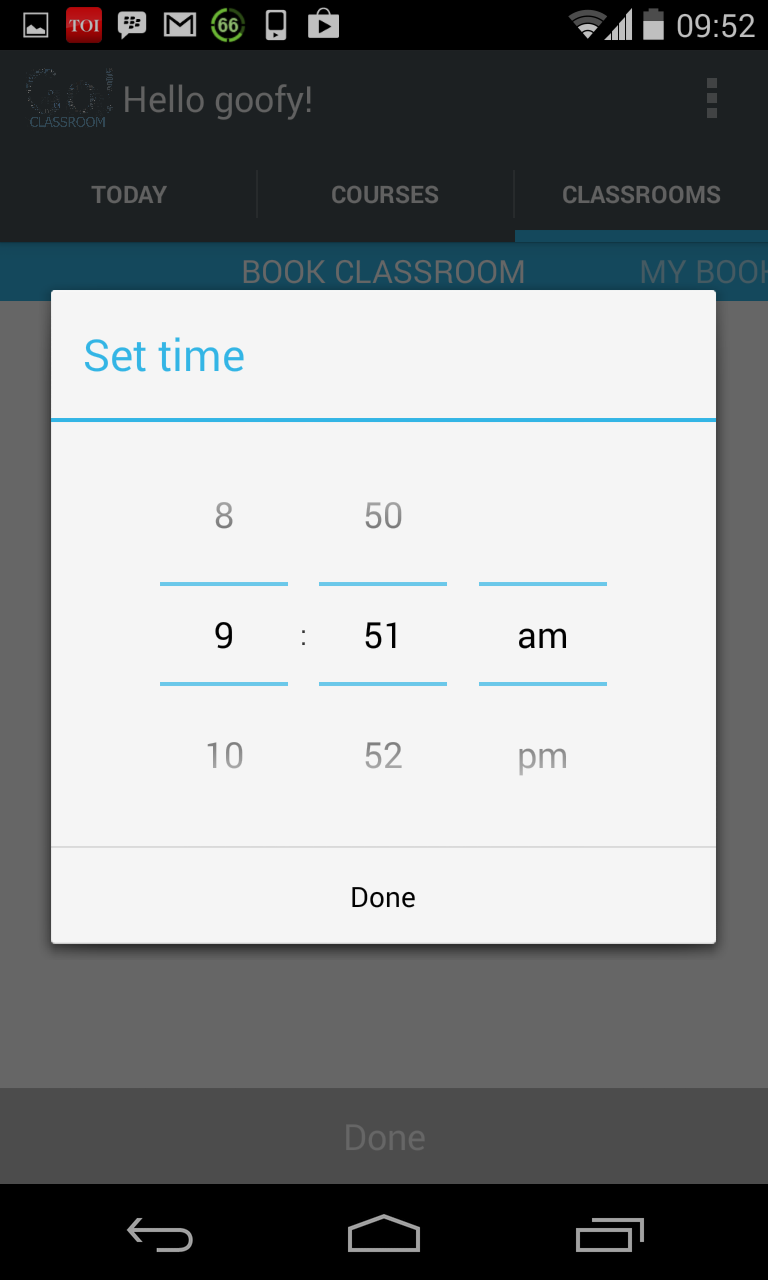 TOI 66 09:52
Go!
CLASSROOM
Hello goofy!
TODAY COURSES CLASSROOMS
BOOK CLASSROOM MY BOOK
Set time
8 50
9 : 51 am
10 52 pm
Done
Done